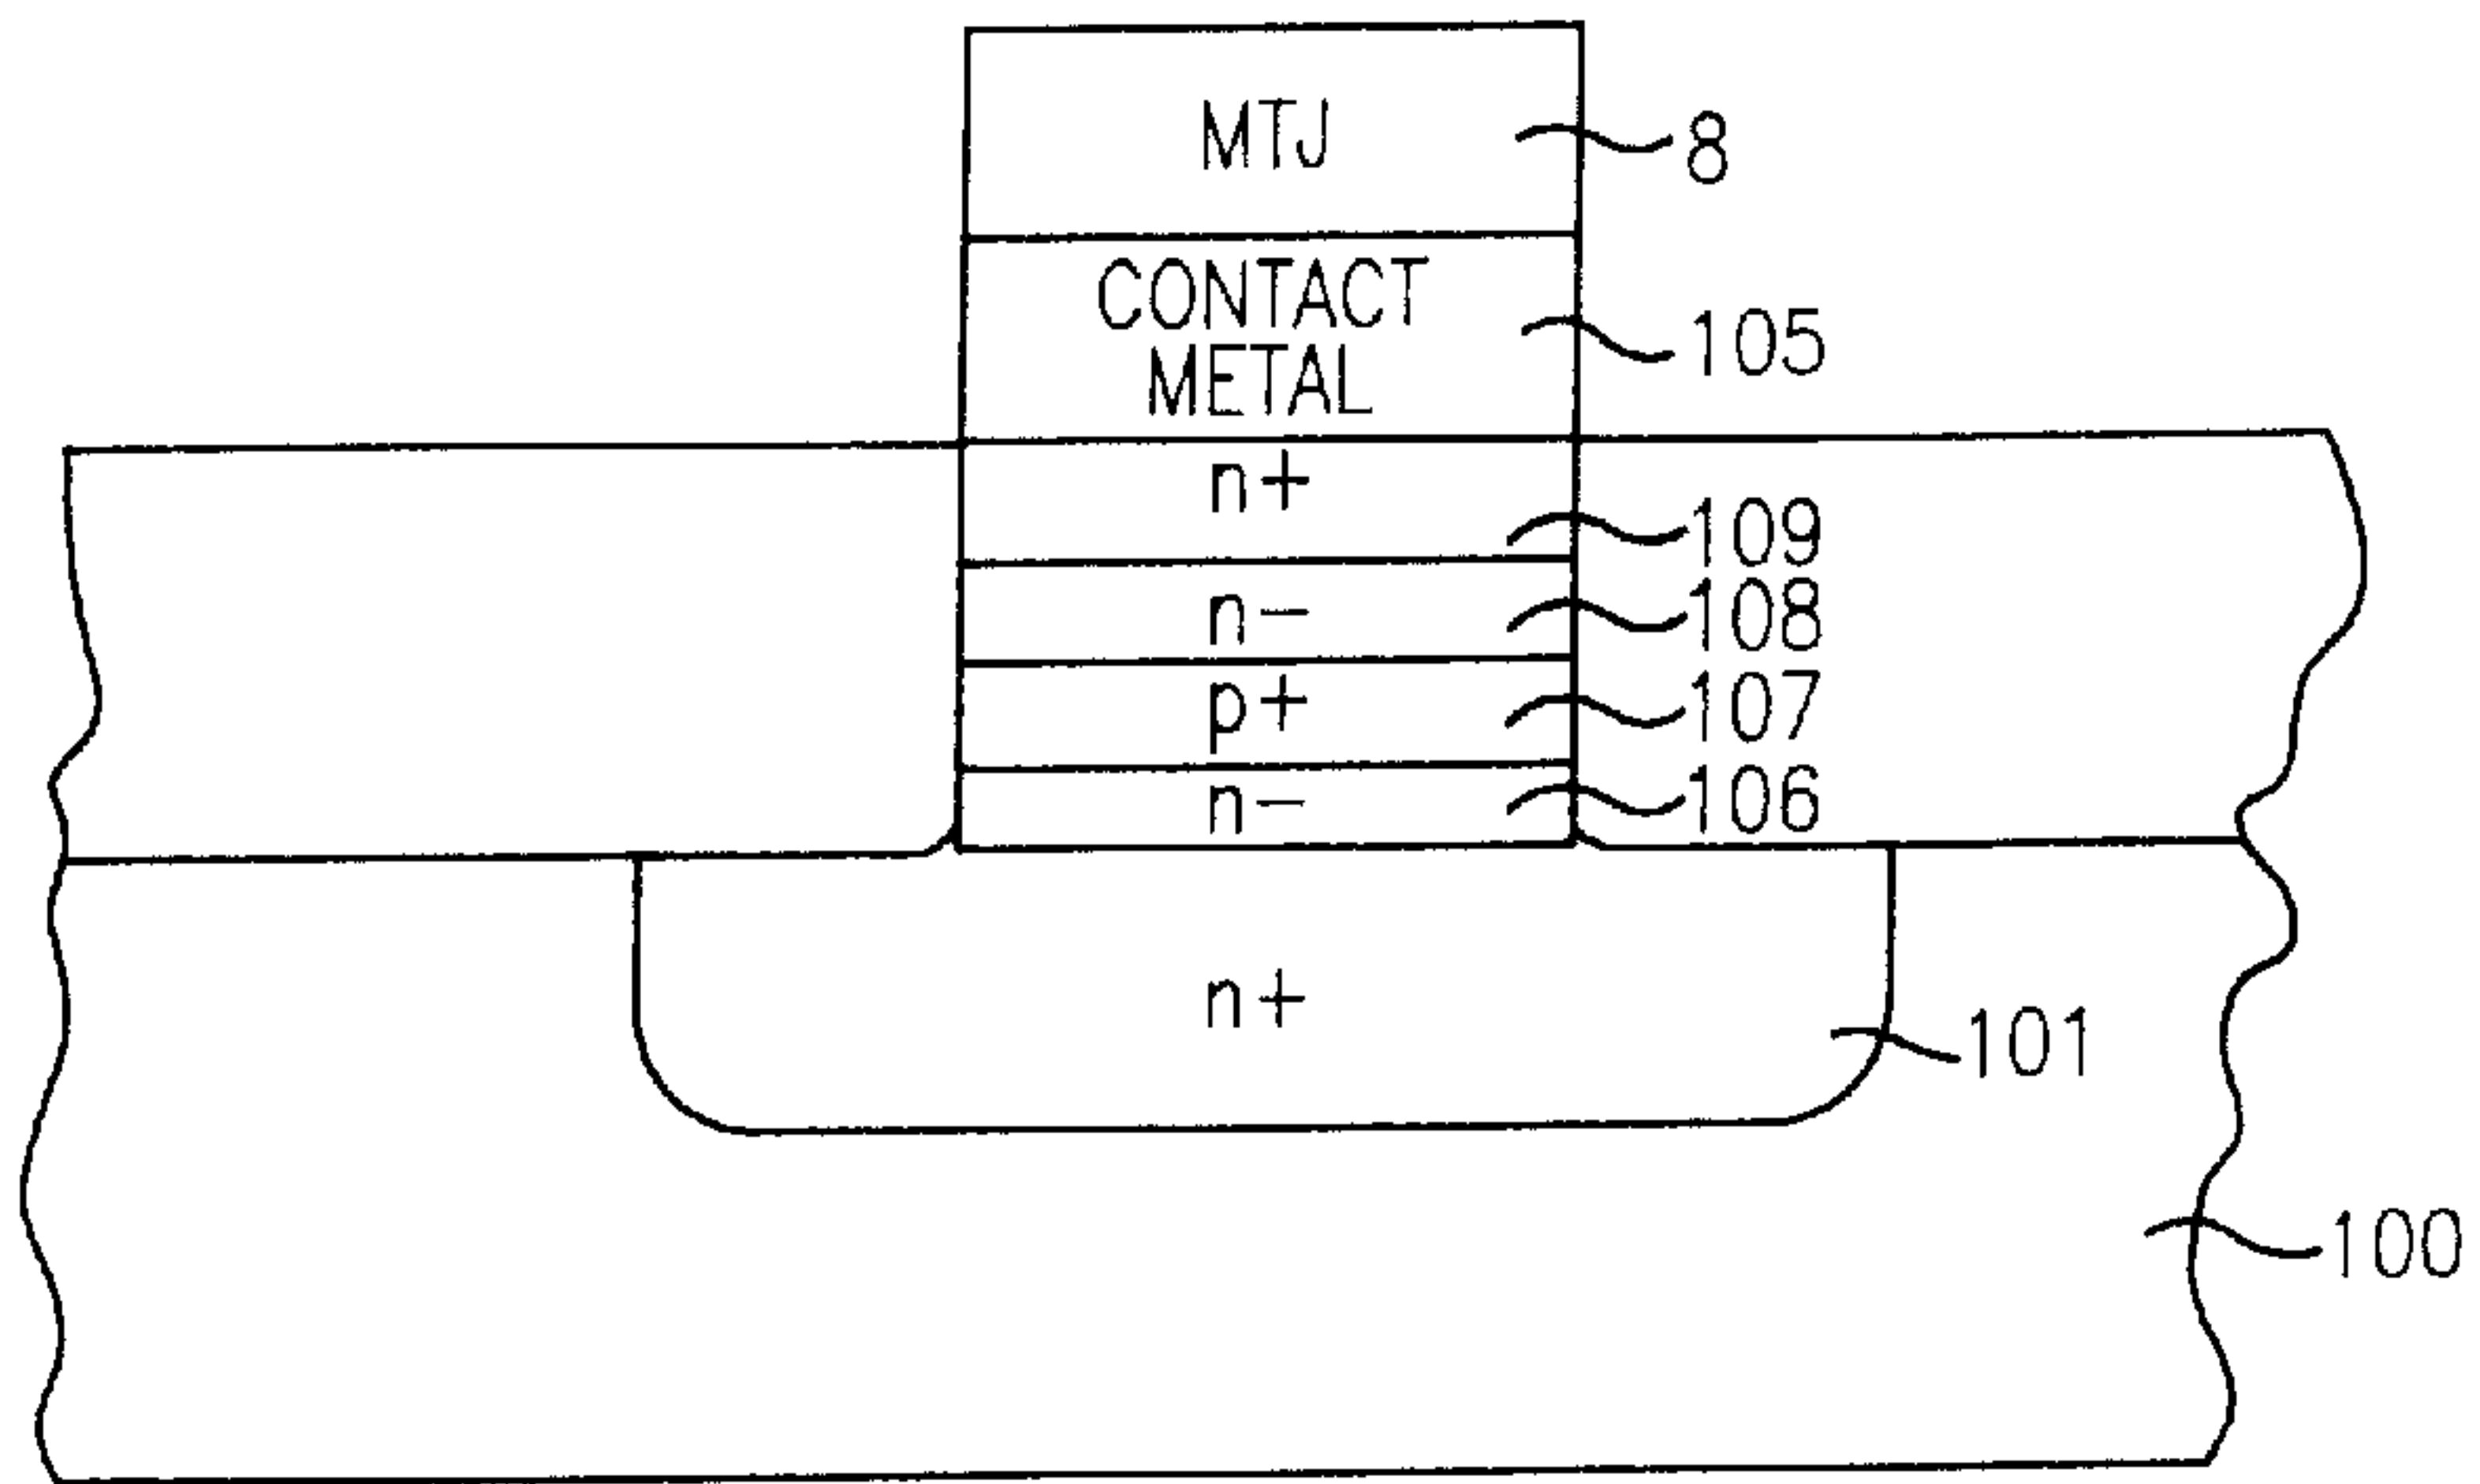 MTJ
8
CONTACT
METAL
105
n+
109
n-
108
p+
107
n-
106
n+
101
100